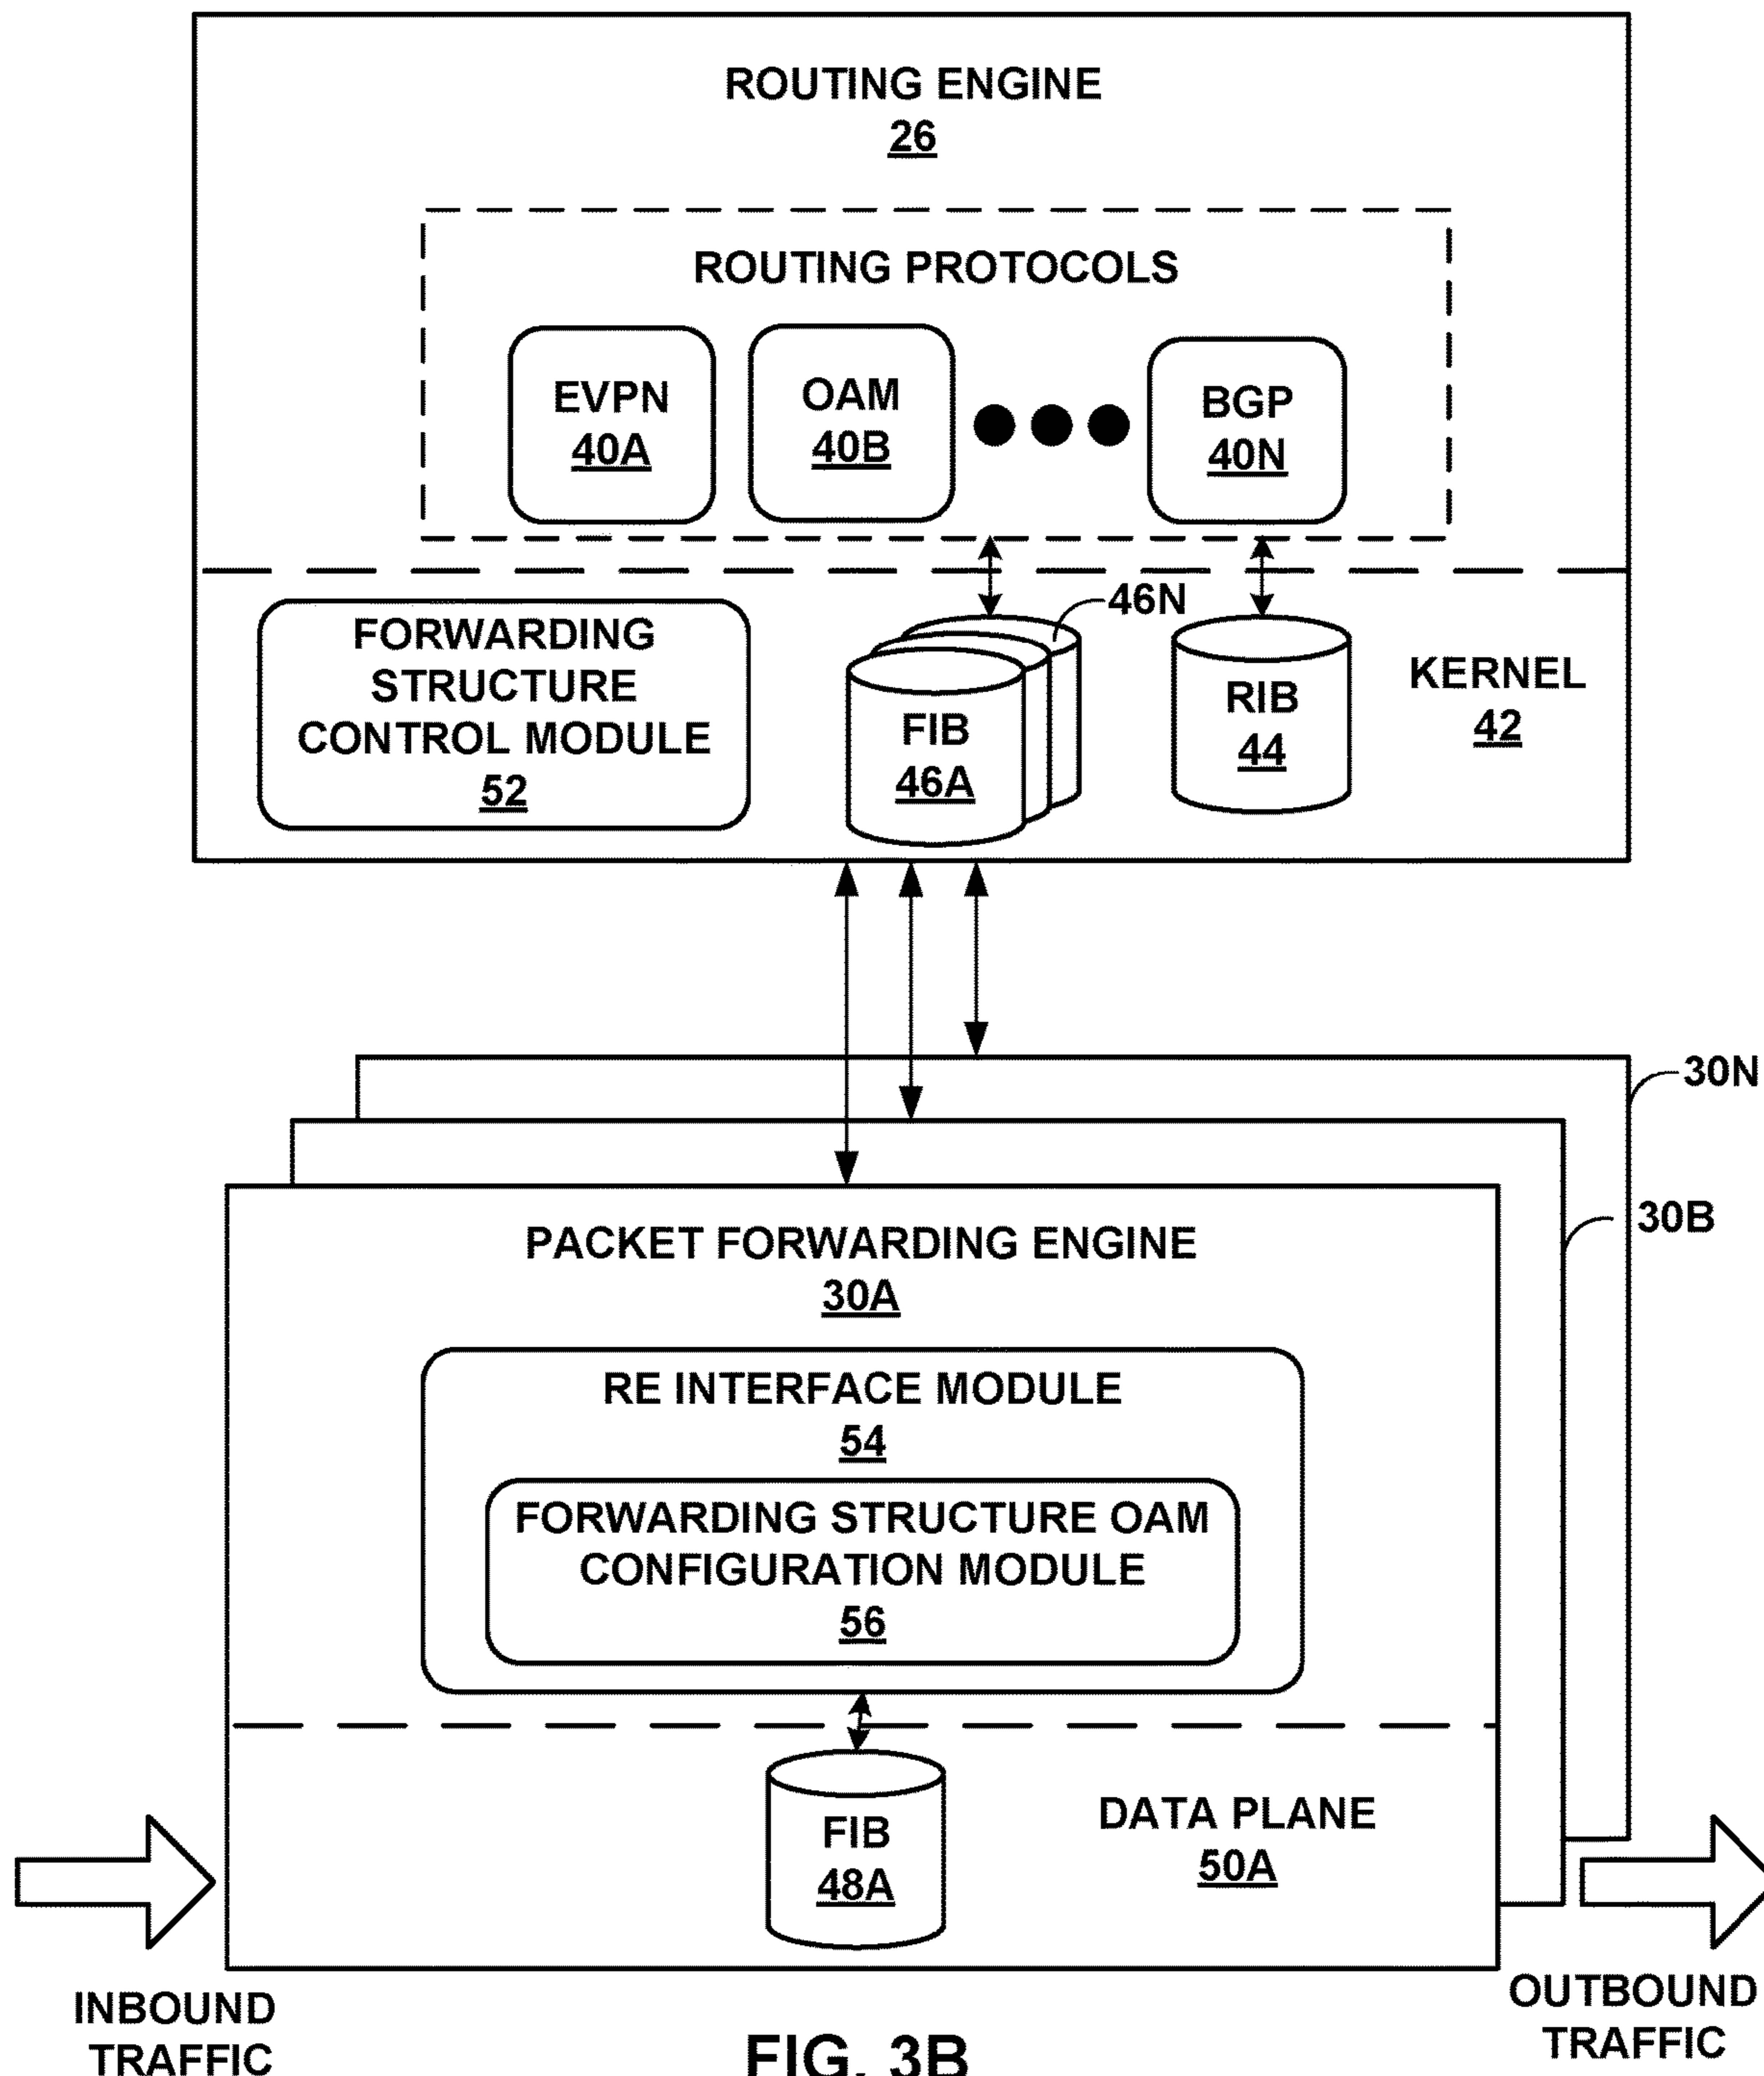 ROUTING ENGINE
26
ROUTING PROTOCOLS
EVPN
40A
OAM
40B
BGP
40N
FORWARDING
STRUCTURE
CONTROL MODULE
52
46N
FIB
46A
RIB
44
KERNEL
42
30N
30B
PACKET FORWARDING ENGINE
30A
RE INTERFACE MODULE
54
FORWARDING STRUCTURE OAM
CONFIGURATION MODULE
56
FIB
48A
DATA PLANE
50A
INBOUND
TRAFFIC
OUTBOUND
TRAFFIC
FIG. 3B